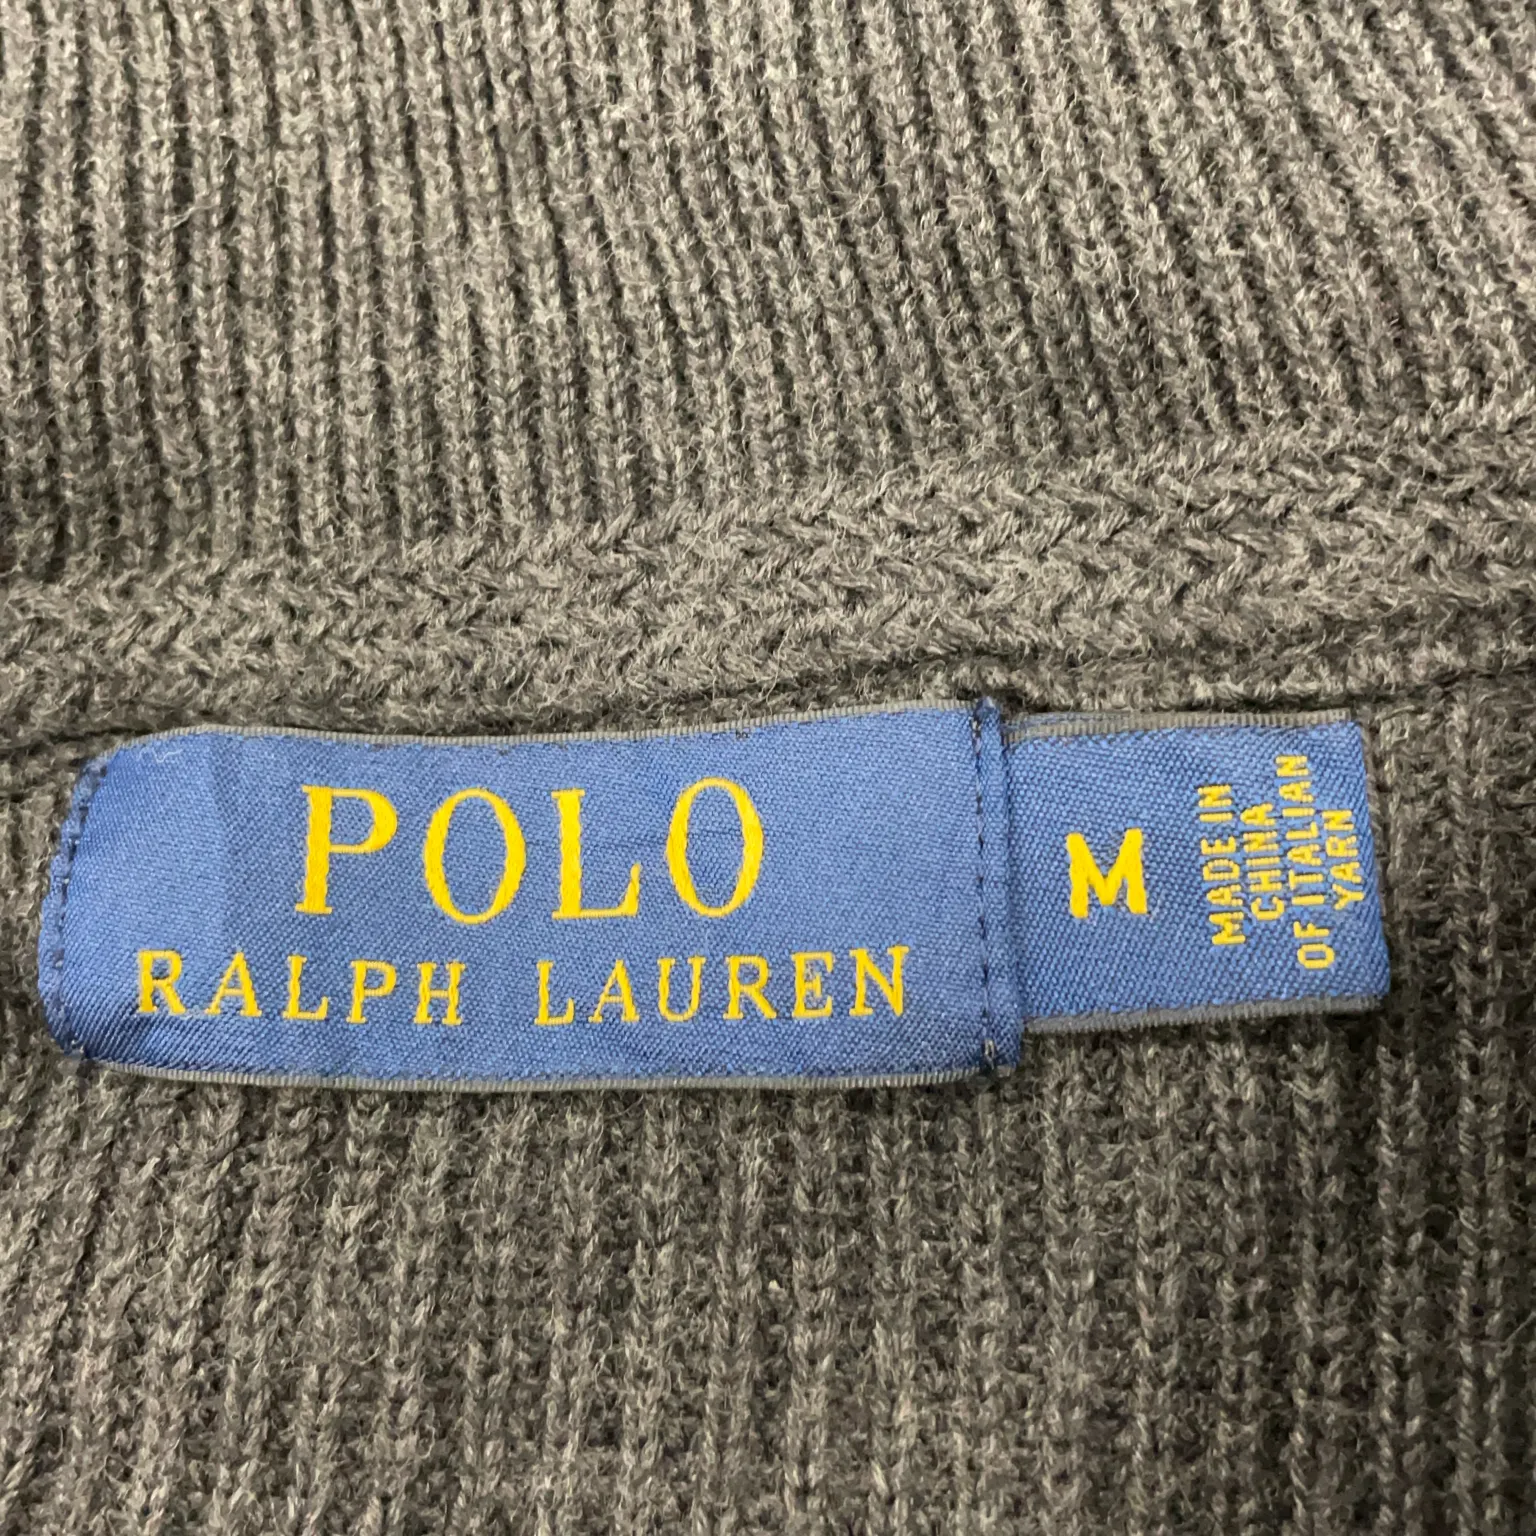 POLO
RALPH LAUREN
M
MADE IN
CHINA
OF ITALIAN
YARN